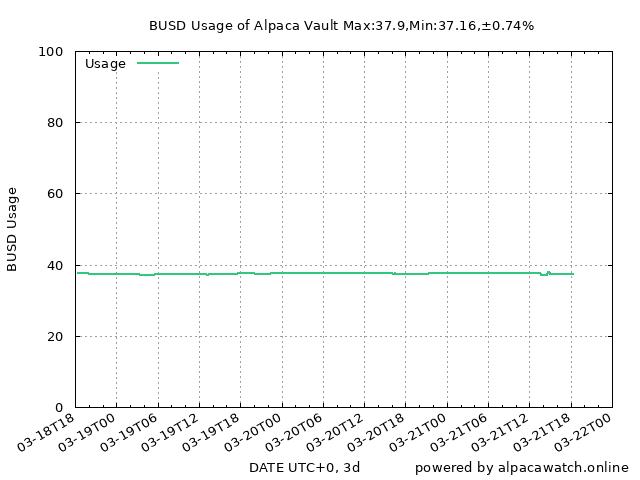 BUSD Usage of Alpaca Vault Max:37.9,Min:37.16,±0.74%
Usage
BUSD Usage
100
80
60
40
20
0
03-18T18
03-19T00
03-19T06
03-19T12
03-19T18
03-20T00
03-20T06
03-20T12
03-20T18
03-21T00
03-21T06
03-21T12
03-21T18
03-22T00
DATE UTC+0, 3d
powered by alpacawatch.online